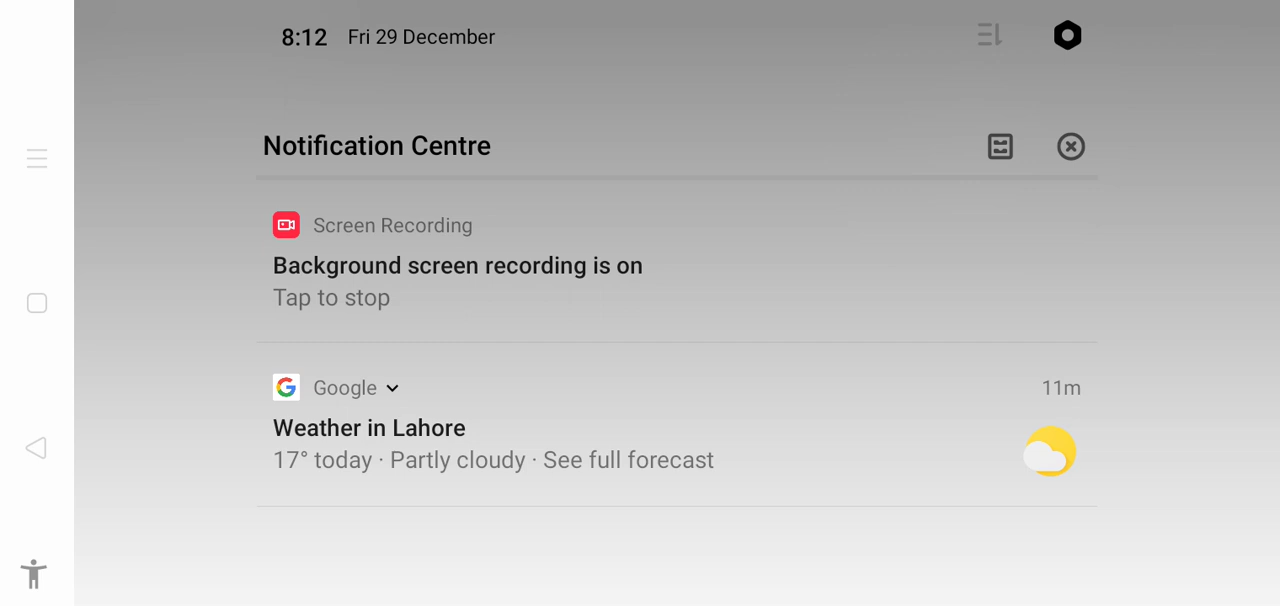 8:12 Fri 29 December
Notification Centre
Screen Recording
Background screen recording is on
Tap to stop
Google 11m
Weather in Lahore
17° today · Partly cloudy · See full forecast